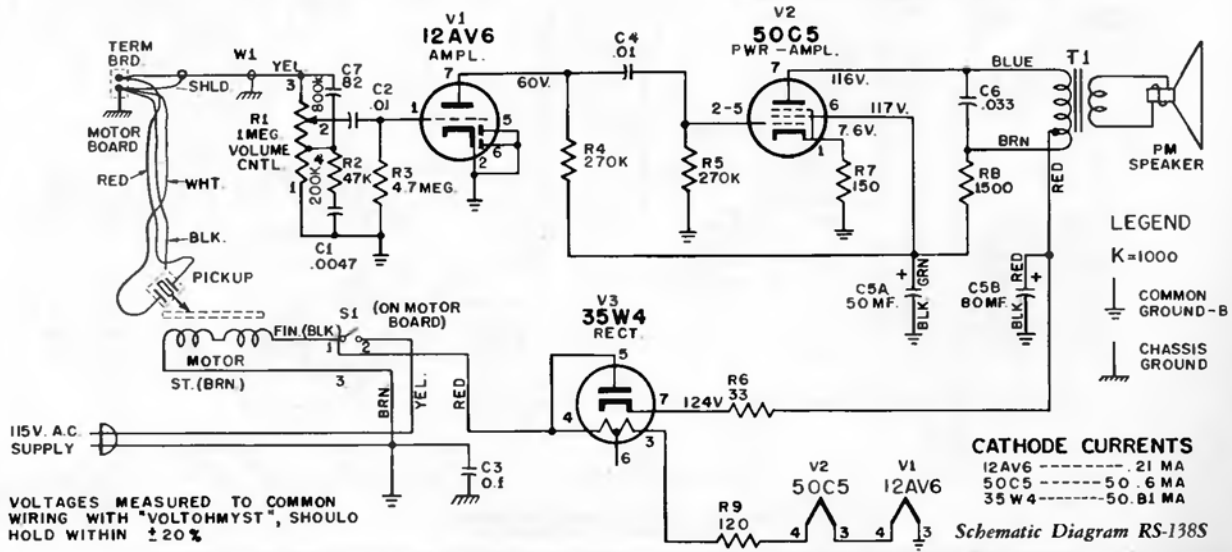 V1
12AV6
AMPL.
V2
50C5
PWR-AMPL.
TERM
BRD.
W1
YEL.
SHLD.
3
C7
82
800K
C2
.01
R1
1 MEG.
VOLUME
CNTL.
2
4
1
200K
R2
47K
R3
4.7 MEG.
C1
.0047
MOTOR
BOARD
RED
WHT.
BLK.
PICKUP
7
1
5
6
2
60V.
C4
.01
R4
270K
R5
270K
2-5
7
116V.
6
117V.
7.6V.
1
R7
150
BLUE
C6
.033
BRN
R8
1500
T1
PM
SPEAKER
RED
LEGEND
K=1000
COMMON
GROUND-B
CHASSIS
GROUND
+
C5A
50 MF.
BLK
GRN
C5B
80MF.
BLK
RED
+
MOTOR
FIN.(BLK)
ST.(BRN.)
S1
(ON MOTOR
BOARD)
1
2
3
BRN
YEL.
RED
115V. A.C.
SUPPLY
C3
0.1
V3
35W4
RECT.
5
4
7
3
6
124V
R6
33
R9
120
V2
50C5
4
3
V1
12AV6
4
3
CATHODE CURRENTS
12AV6 --------- .21 MA
50C5 ------ 50.6 MA
35W4 ------ 50.81 MA
VOLTAGES MEASURED TO COMMON
WIRING WITH "VOLTOHMYST", SHOULD
HOLD WITHIN ±20%
Schematic Diagram RS-138S